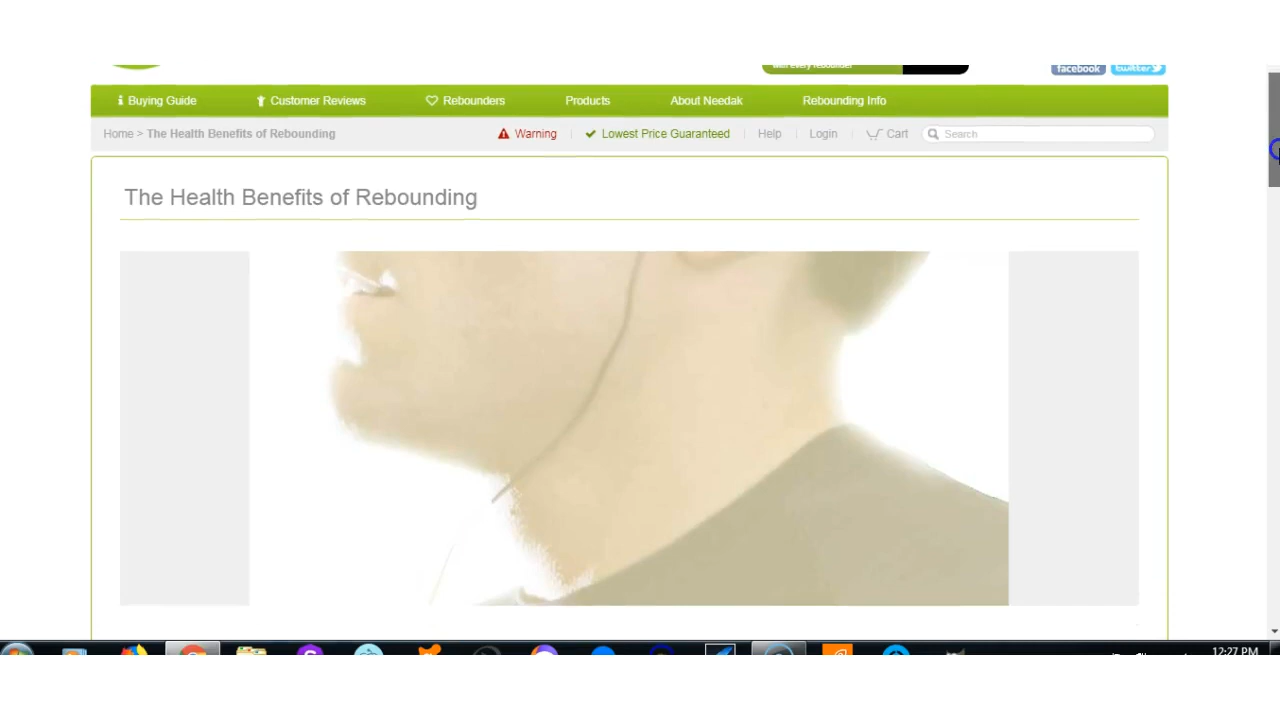 facebook
twitter
Buying Guide
Customer Reviews
Rebounders
Products
About Needak
Rebounding Info
Home > The Health Benefits of Rebounding
Warning
Lowest Price Guaranteed
Help
Login
Cart
Search
The Health Benefits of Rebounding
12:27 PM